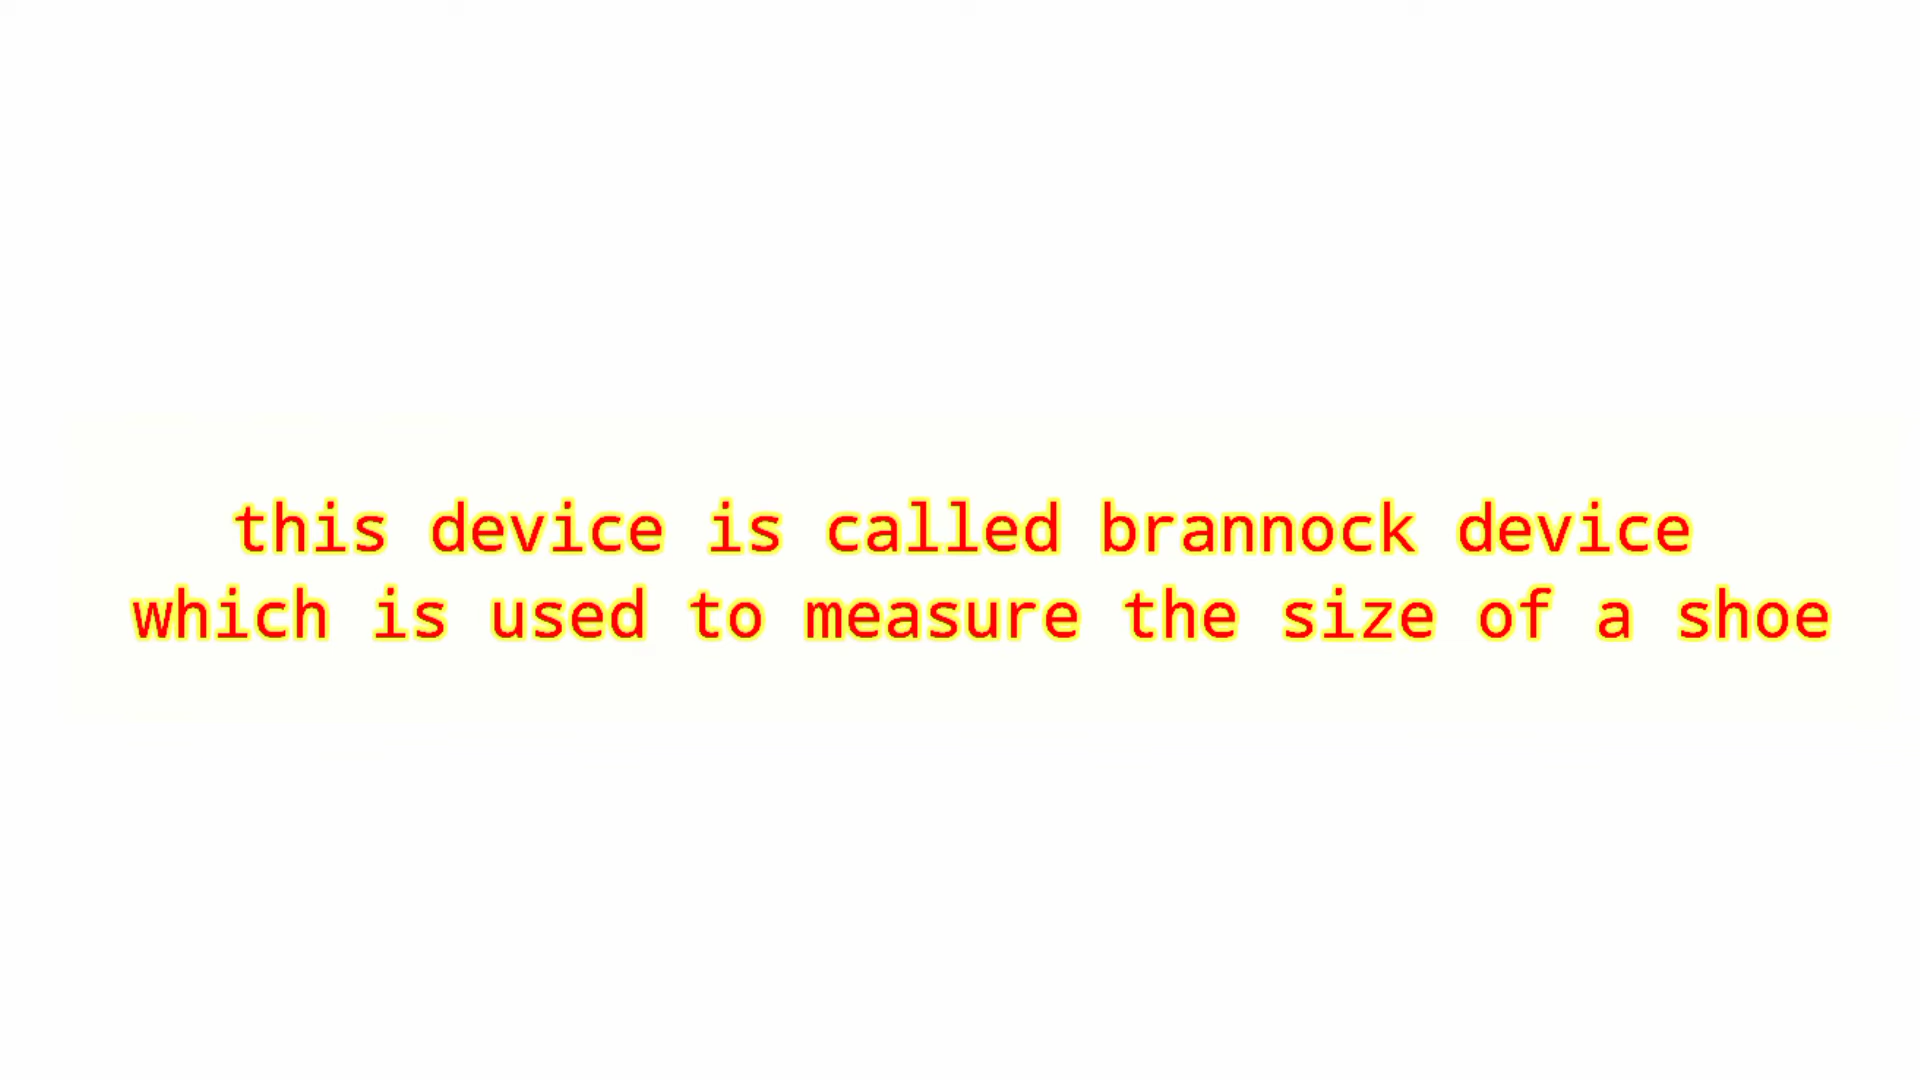 this device is called brannock device
which is used to measure the size of a shoe